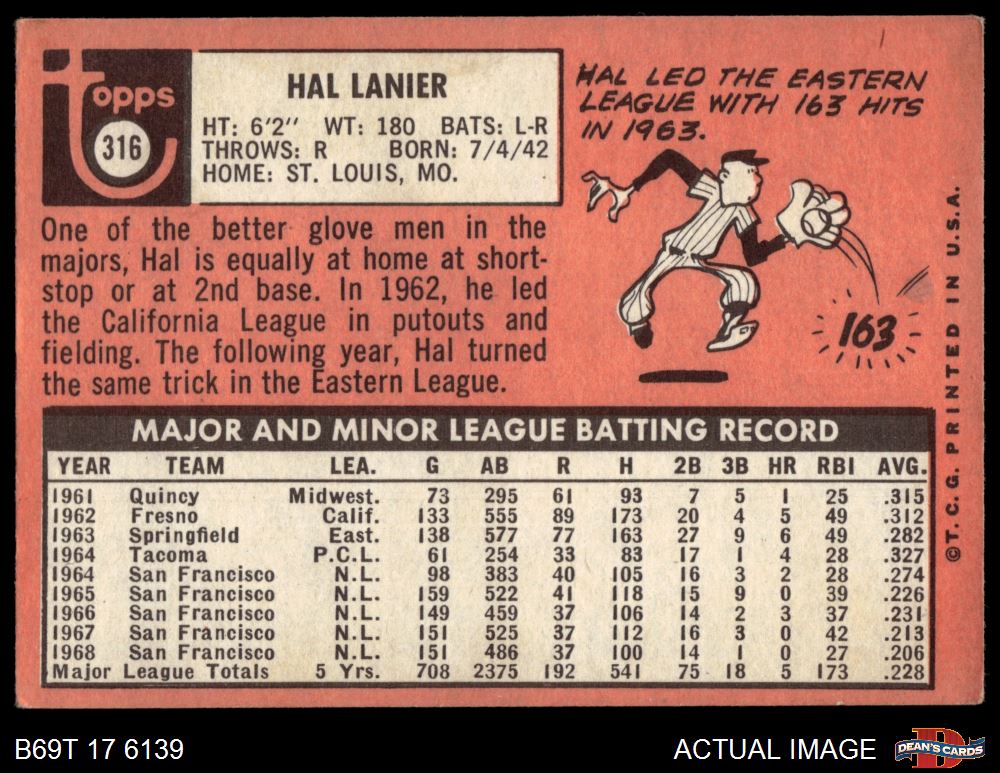 Topps
316
HAL LANIER
HT: 6'2" WT: 180 BATS: L-R
THROWS: R BORN: 7/4/42
HOME: ST. LOUIS, MO.
HAL LED THE EASTERN
LEAGUE WITH 163 HITS
IN 1963.
163
One of the better glove men in the
majors, Hal is equally at home at short-
stop or at 2nd base. In 1962, he led
the California League in putouts and
fielding. The following year, Hal turned
the same trick in the Eastern League.
MAJOR AND MINOR LEAGUE BATTING RECORD
YEAR TEAM LEA. G AB R H 2B 3B HR RBI AVG.
1961 Quincy Midwest. 73 295 61 93 7 5 1 25 .315
1962 Fresno Calif. 133 555 89 173 20 4 5 49 .312
1963 Springfield East. 138 577 77 163 27 9 6 49 .282
1964 Tacoma P.C.L. 61 254 33 83 17 1 4 28 .327
1964 San Francisco N.L. 98 383 40 105 16 3 2 28 .274
1965 San Francisco N.L. 159 522 41 118 15 9 0 39 .226
1966 San Francisco N.L. 149 459 37 106 14 2 3 37 .231
1967 San Francisco N.L. 151 525 37 112 16 3 0 42 .213
1968 San Francisco N.L. 151 486 37 100 14 1 0 27 .206
Major League Totals 5 Yrs. 708 2375 192 541 75 18 5 173 .228
©T.C.G. PRINTED IN U.S.A.
B69T 17 6139
ACTUAL IMAGE
D
DEAN'S CARDS